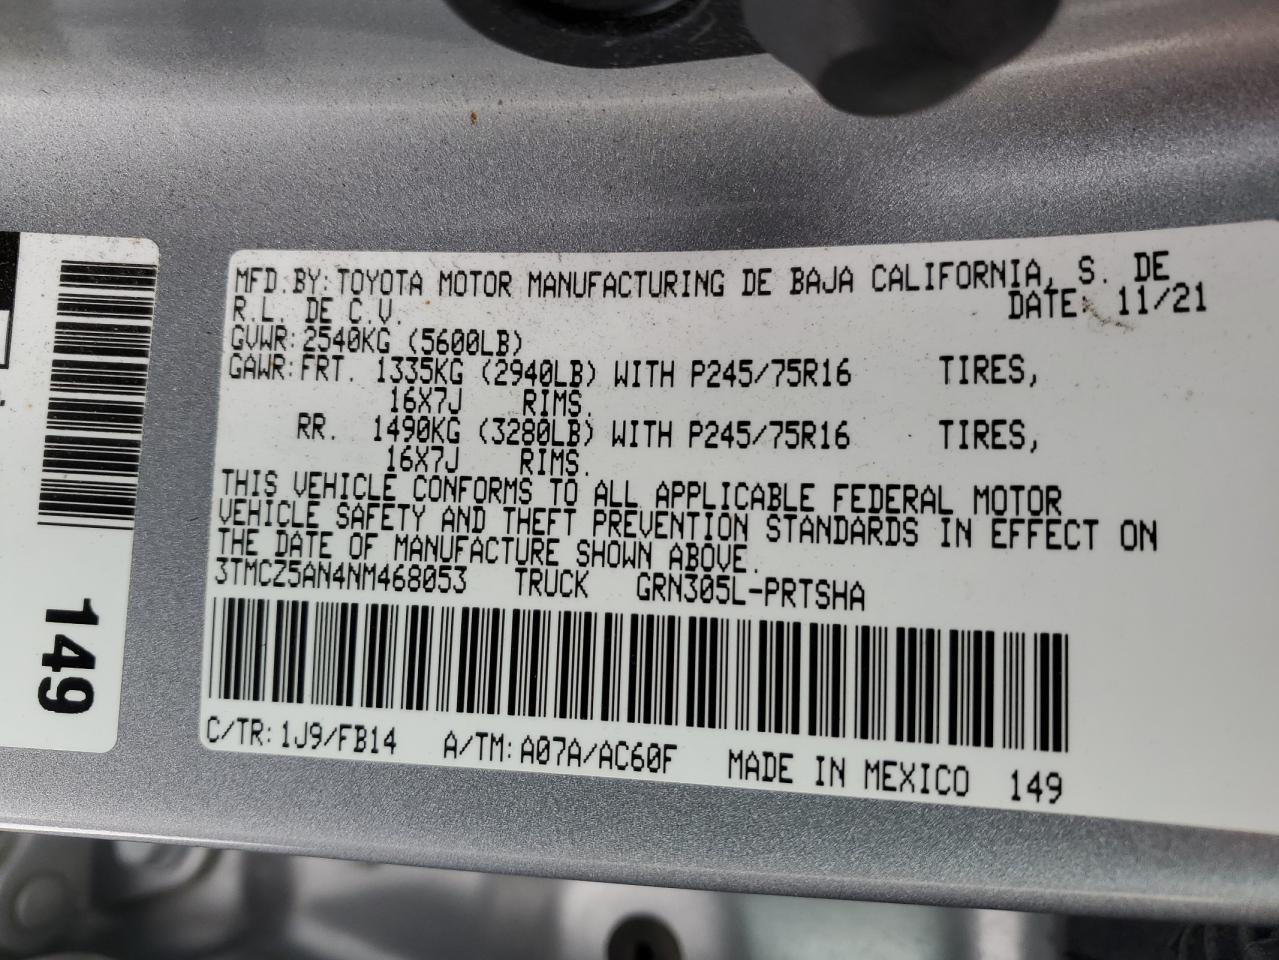 MFD.BY:TOYOTA MOTOR MANUFACTURING DE BAJA CALIFORNIA, S. DE
R.L. DE C.V. DATE: 11/21
GVWR:2540KG (5600LB)
GAWR:FRT. 1335KG (2940LB) WITH P245/75R16 TIRES,
16X7J RIMS.
RR. 1490KG (3280LB) WITH P245/75R16 TIRES,
16X7J RIMS.
THIS VEHICLE CONFORMS TO ALL APPLICABLE FEDERAL MOTOR
VEHICLE SAFETY AND THEFT PREVENTION STANDARDS IN EFFECT ON
THE DATE OF MANUFACTURE SHOWN ABOVE.
3TMCZ5AN4NM468053 TRUCK GRN305L-PRTSHA
C/TR:1J9/FB14 A/TM:A07A/AC60F MADE IN MEXICO 149
149